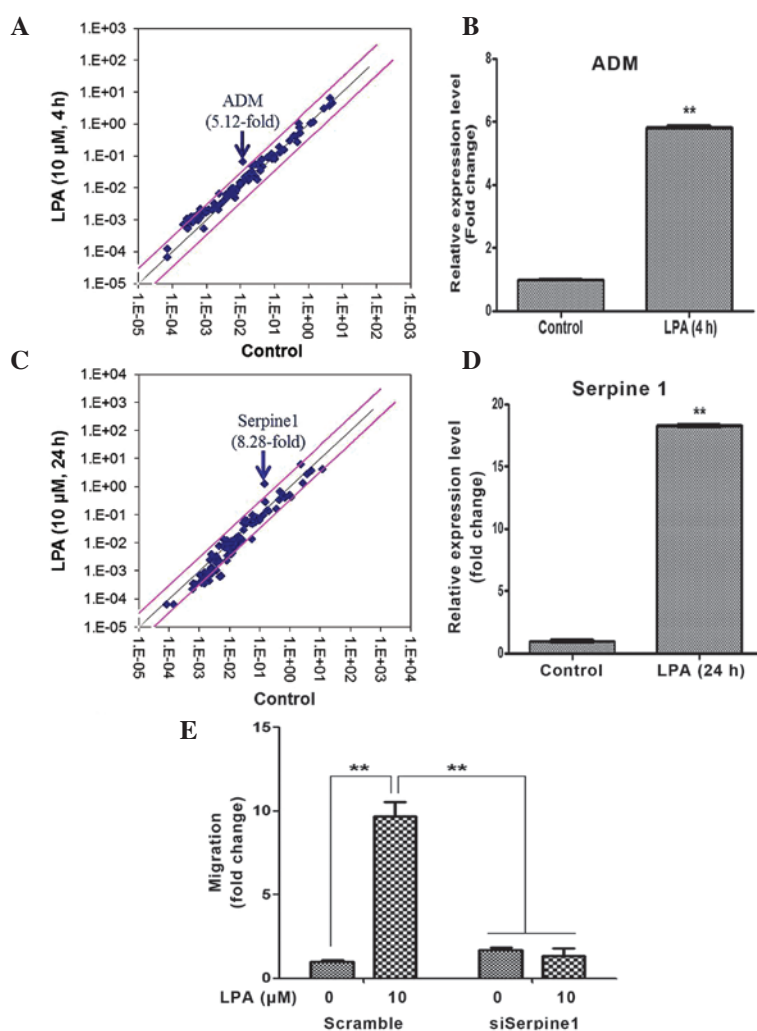 A
LPA (10 μM, 4 h)
1.E+03
1.E+02
1.E+01
1.E+00
1.E-01
1.E-02
1.E-03
1.E-04
1.E-05
ADM
(5.12-fold)
1.E-05
1.E-04
1.E-03
1.E-02
1.E-01
1.E+00
1.E+01
1.E+02
1.E+03
Control
B
ADM
Relative expression level
(Fold change)
8
6
4
2
0
**
Control
LPA (4 h)
C
LPA (10 μM, 24 h)
1.E+04
1.E+03
1.E+02
1.E+01
1.E+00
1.E-01
1.E-02
1.E-03
1.E-04
1.E-05
Serpine1
(8.28-fold)
1.E-05
1.E-04
1.E-03
1.E-02
1.E-01
1.E+00
1.E+01
1.E+02
1.E+03
1.E+04
Control
D
Serpine 1
Relative expression level
(fold change)
20
15
10
5
0
**
Control
LPA (24 h)
E
Migration
(fold change)
15
10
5
0
**
**
LPA (μM)
0
10
0
10
Scramble
siSerpine1